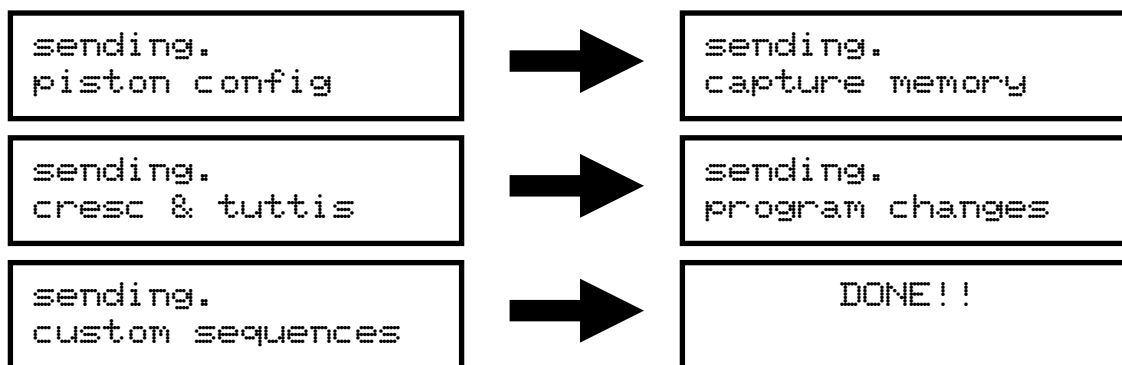 sending.
piston config
sending.
capture memory
sending.
cresc & tuttis
sending.
program changes
sending.
custom sequences
DONE!!